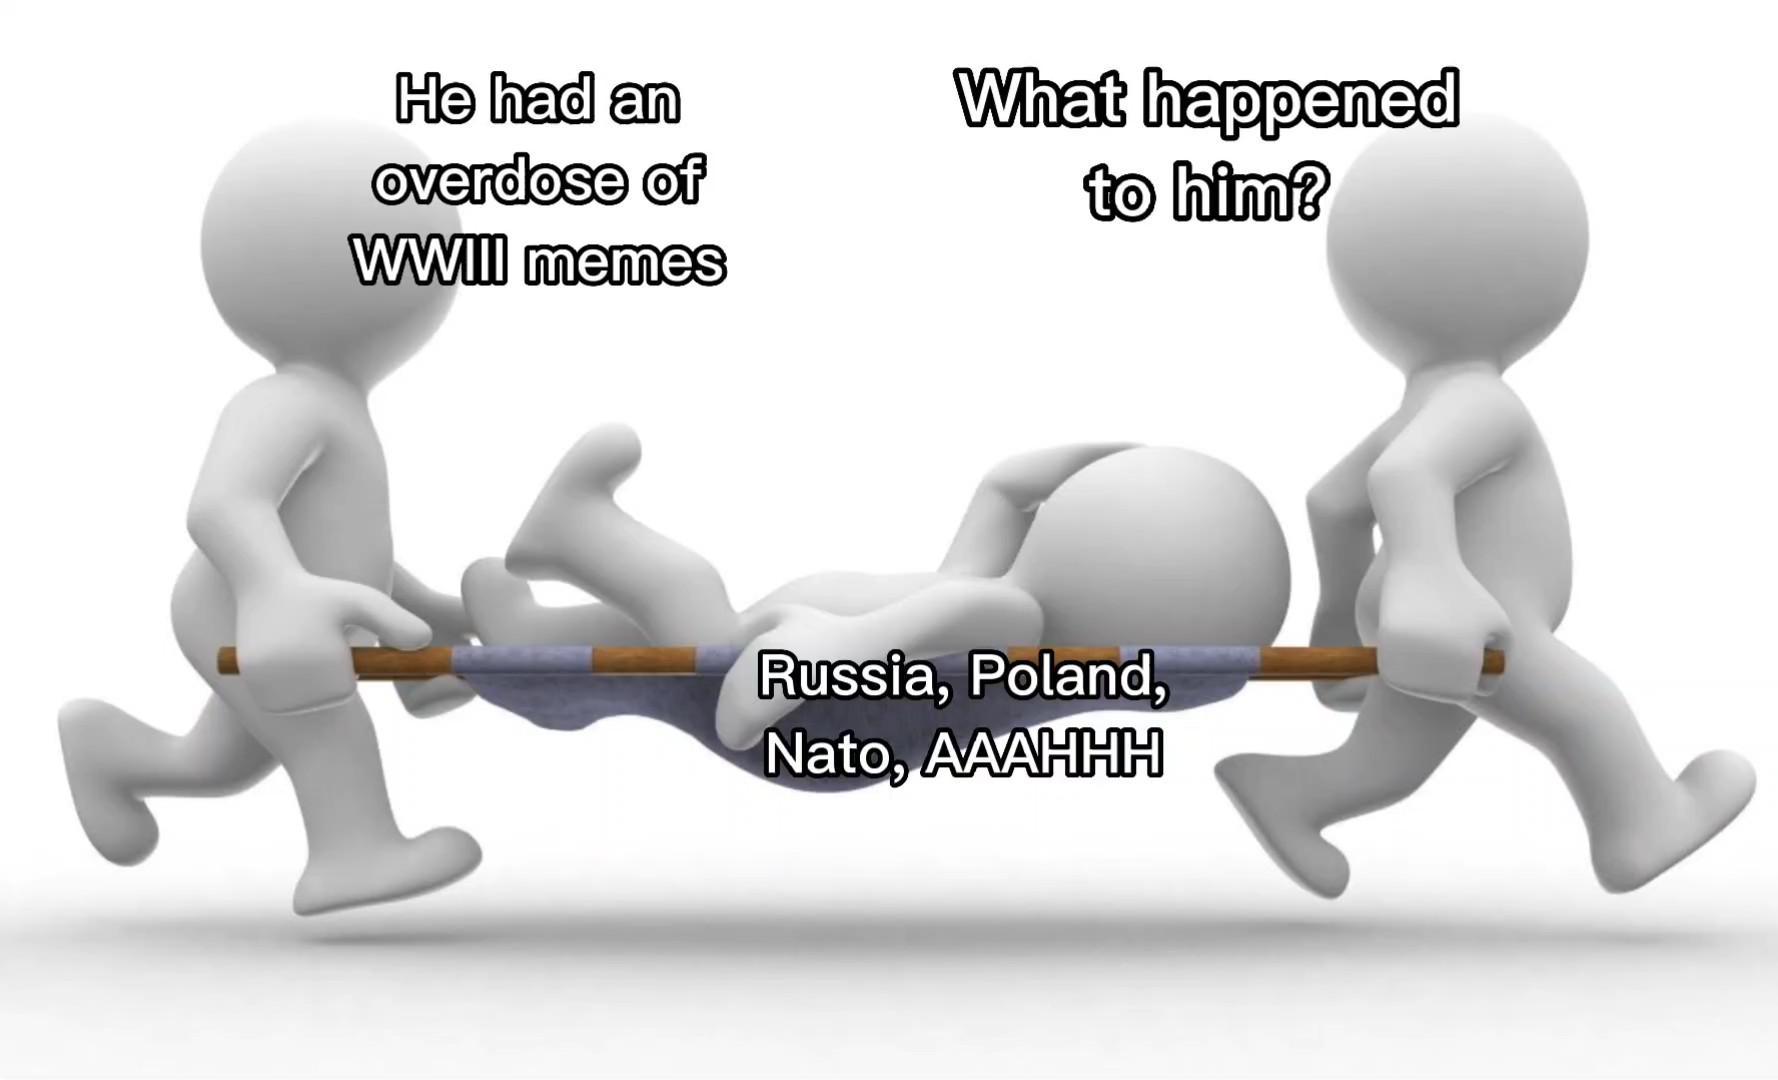 He had an
overdose of
WWIII memes
What happened
to him?
Russia, Poland,
Nato, AAAHHH